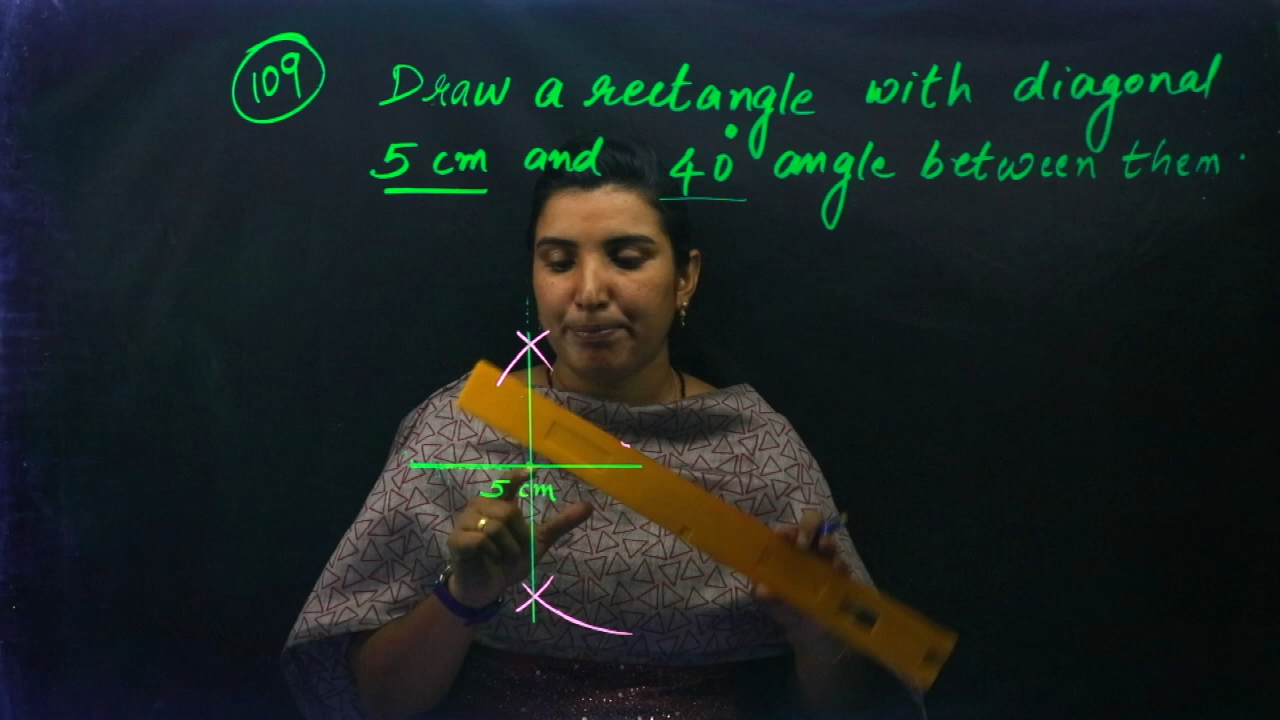 109
Draw a rectangle with diagonal
5 cm and 40° angle between them.
5 cm